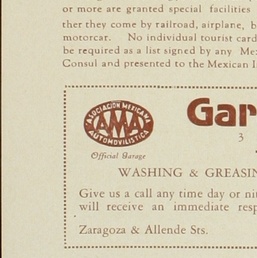 or more are granted special facilities
ther they come by railroad, airplane, b
motorcar. No individual tourist card
be required as a list signed by any Mex
Consul and presented to the Mexican I
ASOCIACION MEXICANA
AMA
AUTOMOVILISTICA
Official Garage
Gar
3
WASHING & GREASIN
Give us a call any time day or nit
will receive an immediate resp
Zaragoza & Allende Sts.